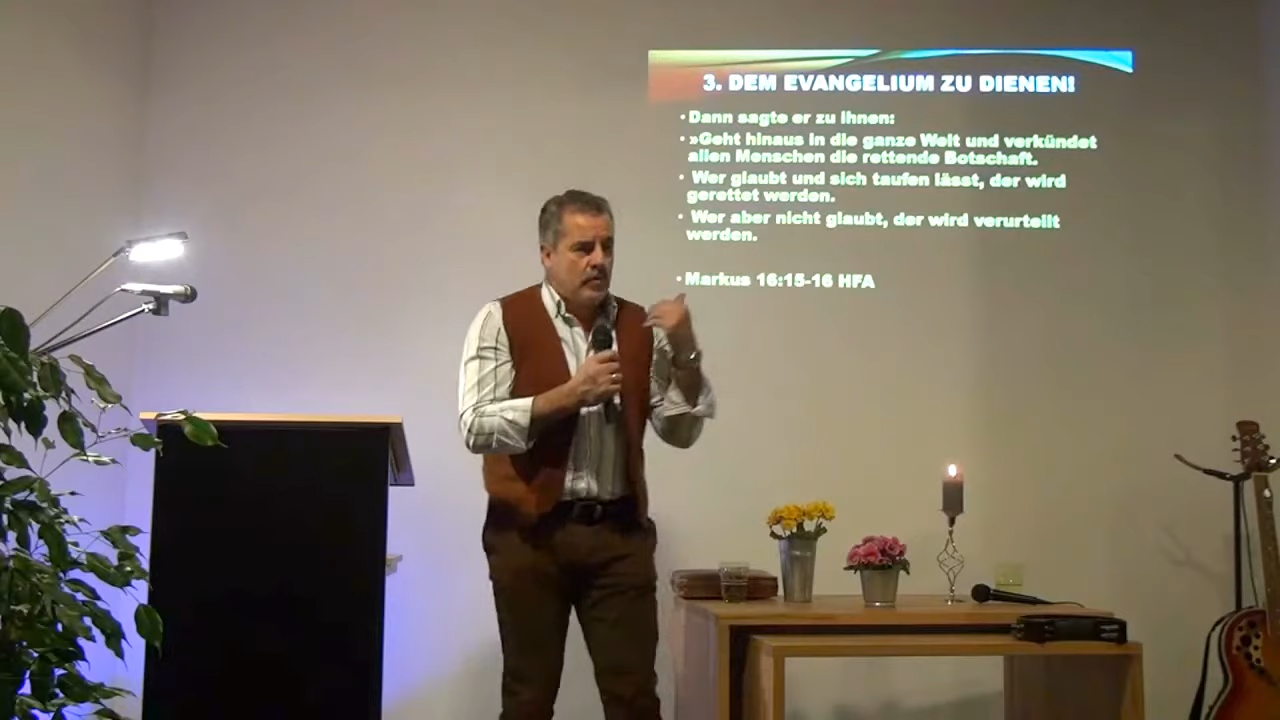 3. DEM EVANGELIUM ZU DIENEN!
• Dann sagte er zu ihnen:
• »Geht hinaus in die ganze Welt und verkündet
allen Menschen die rettende Botschaft.
• Wer glaubt und sich taufen lässt, der wird
gerettet werden.
• Wer aber nicht glaubt, der wird verurteilt
werden.
• Markus 16:15-16 HFA